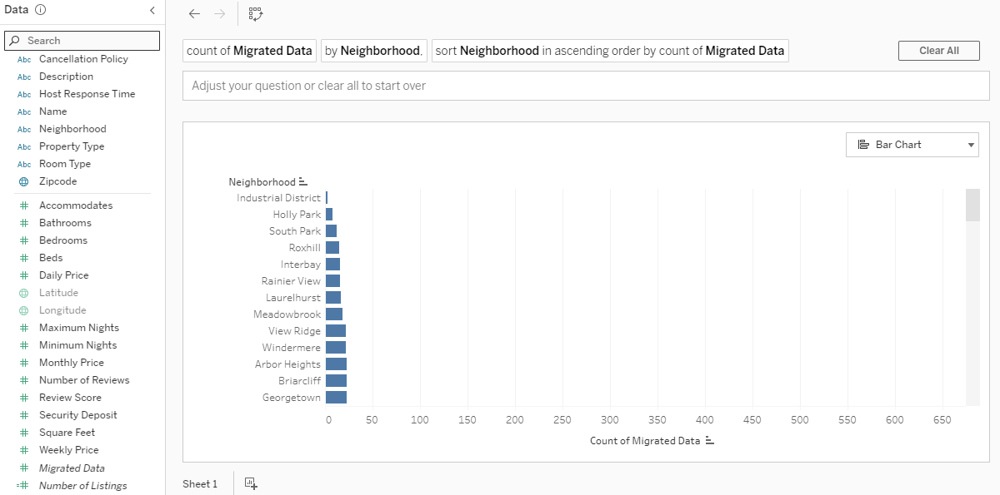 Data
Search
Abc Cancellation Policy
Abc Description
Abc Host Response Time
Abc Name
Abc Neighborhood
Abc Property Type
Abc Room Type
Zipcode
# Accommodates
# Bathrooms
# Bedrooms
# Beds
# Daily Price
Latitude
Longitude
# Maximum Nights
# Minimum Nights
# Monthly Price
# Number of Reviews
# Review Score
# Security Deposit
# Square Feet
# Weekly Price
# Migrated Data
=# Number of Listings
count of Migrated Data by Neighborhood, sort Neighborhood in ascending order by count of Migrated Data
Clear All
Adjust your question or clear all to start over
Bar Chart
Neighborhood
Industrial District
Holly Park
South Park
Roxhill
Interbay
Rainier View
Laurelhurst
Meadowbrook
View Ridge
Windermere
Arbor Heights
Briarcliff
Georgetown
0 50 100 150 200 250 300 350 400 450 500 550 600 650
Count of Migrated Data
Sheet 1